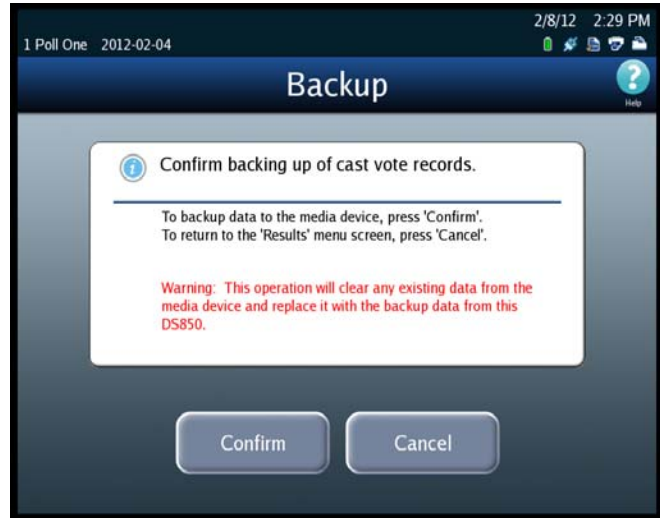 2/8/12 2:29 PM
1 Poll One 2012-02-04
Backup
Help
Confirm backing up of cast vote records.
To backup data to the media device, press 'Confirm'.
To return to the 'Results' menu screen, press 'Cancel'.
Warning: This operation will clear any existing data from the
media device and replace it with the backup data from this
DS850.
Confirm Cancel